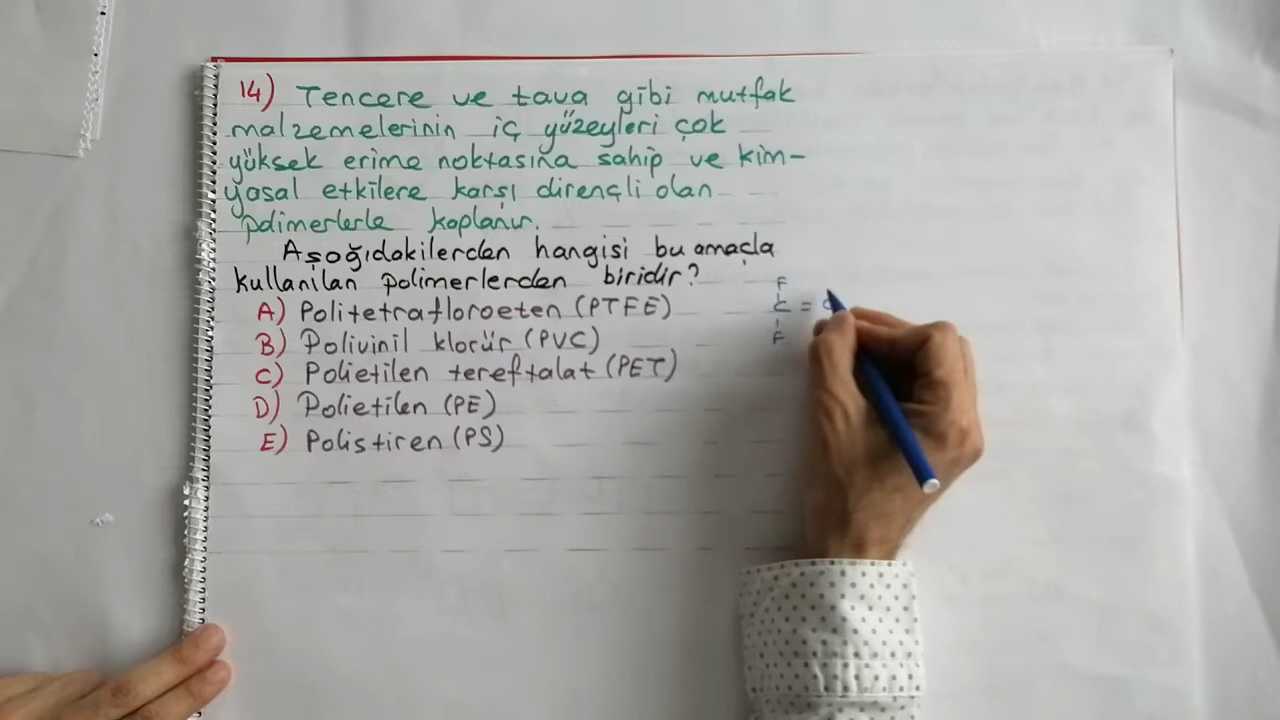 14) Tencere ve tava gibi mutfak
malzemelerinin iç yüzeyleri çok
yüksek erime noktasına sahip ve kim-
yasal etkilere karşı dirençli olan
polimerlerle kaplanır.
Aşağıdakilerden hangisi bu amaçla
kullanılan polimerlerden biridir?
A) Politetrafloroeten (PTFE)
B) Polivinil klorür (PVC)
C) Polietilen tereftalat (PET)
D) Polietilen (PE)
E) Polistiren (PS)
F
C = C
F